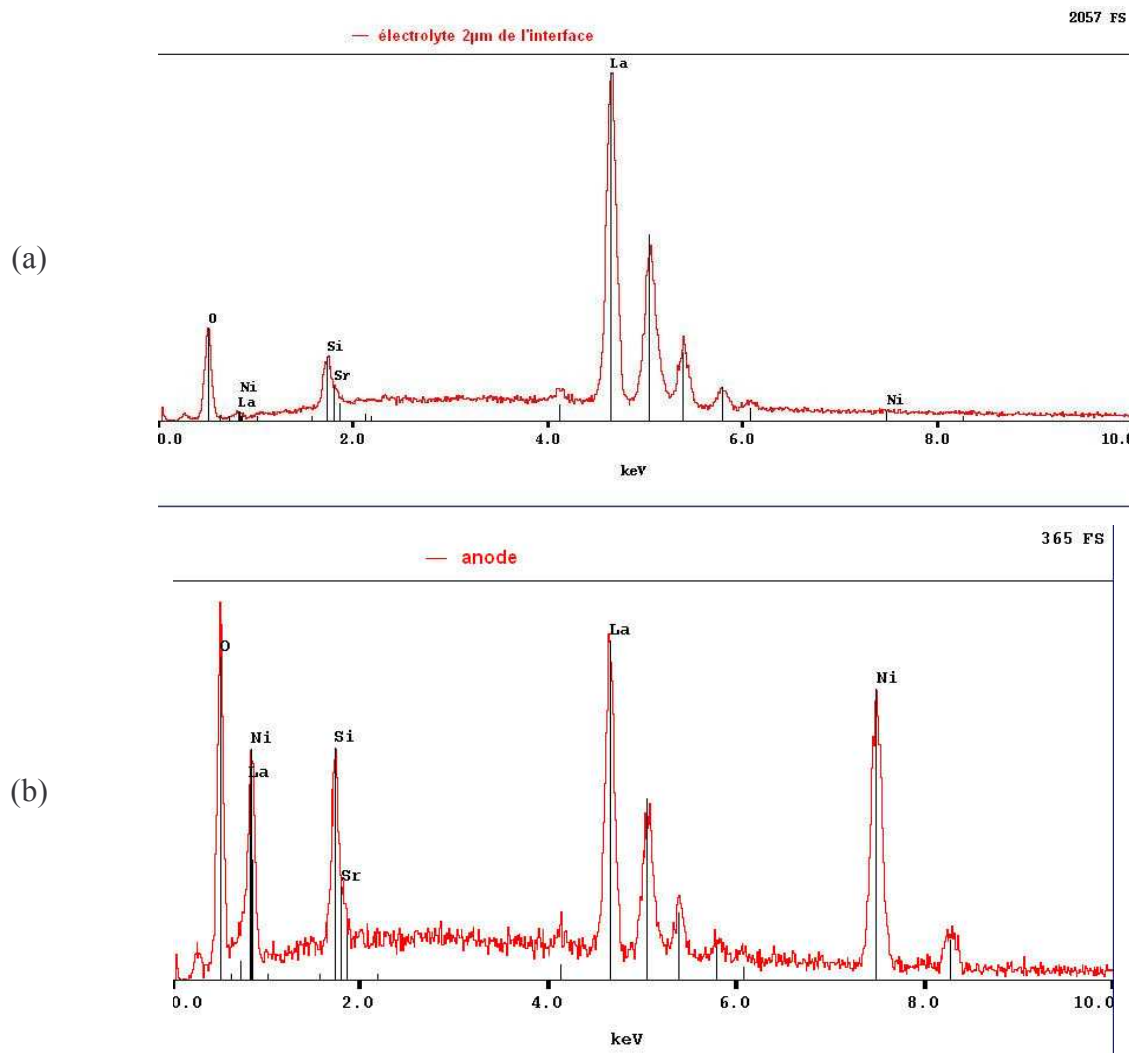 2057 FS
— électrolyte 2µm de l'interface
La
(a)
O
Si
Sr
Ni
La
Ni
0.0 2.0 4.0 6.0 8.0 10.0
keV
365 FS
— anode
O
La
Ni
Ni
Si
La
(b)
Sr
0.0 2.0 4.0 6.0 8.0 10.0
keV